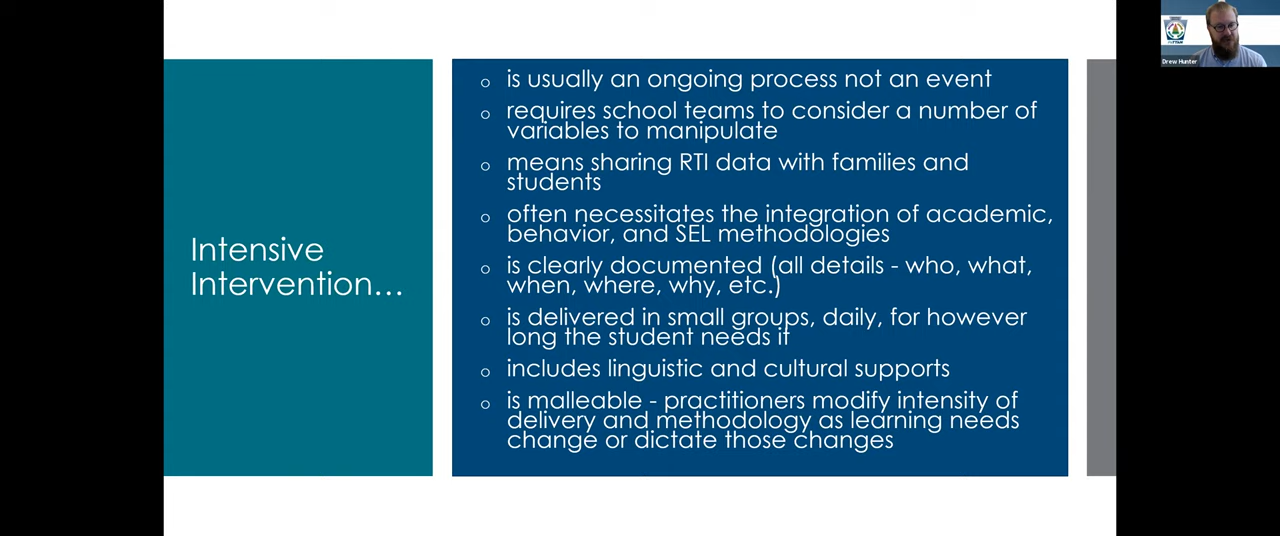 Intensive
Intervention...
o is usually an ongoing process not an event
o requires school teams to consider a number of
variables to manipulate
o means sharing RTI data with families and
students
o often necessitates the integration of academic,
behavior, and SEL methodologies
o is clearly documented (all details - who, what,
when, where, why, etc.)
o is delivered in small groups, daily, for however
long the student needs it
o includes linguistic and cultural supports
o is malleable - practitioners modify intensity of
delivery and methodology as learning needs
change or dictate those changes
Drew Hunter